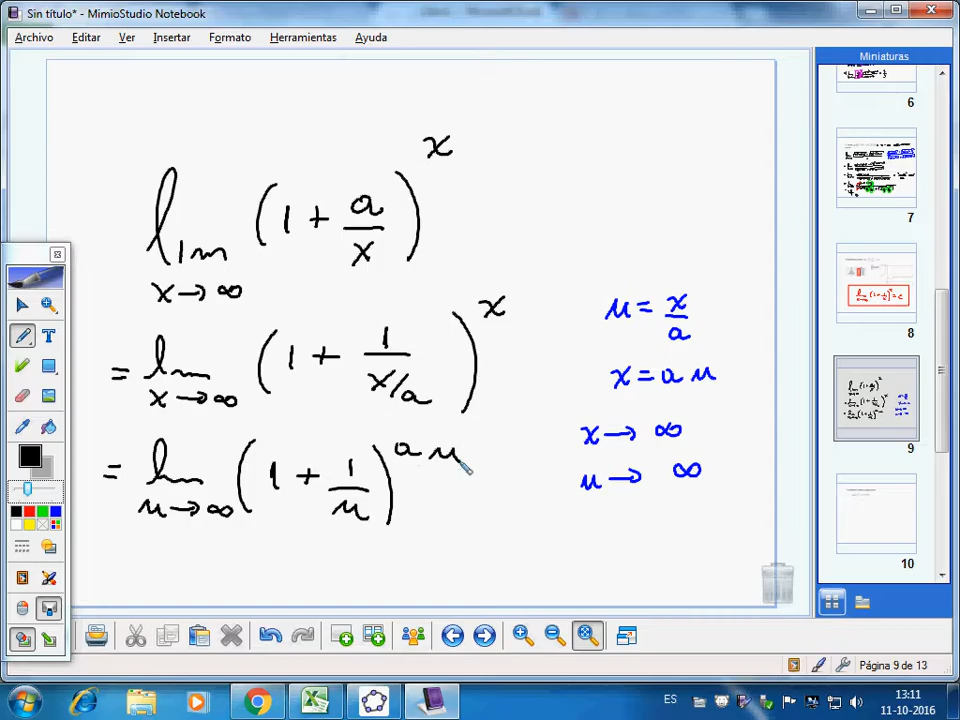 Sin título* - MimioStudio Notebook
Archivo Editar Ver Insertar Formato Herramientas Ayuda
Miniaturas
lim x→∞ (1 + a/x)^x
= lim x→∞ (1 + 1/(x/a))^x
= lim u→∞ (1 + 1/u)^au
u = x/a
x = a u
x → ∞
u → ∞
6
7
8
9
10
T
Página 9 de 13
ES
13:11
11-10-2016